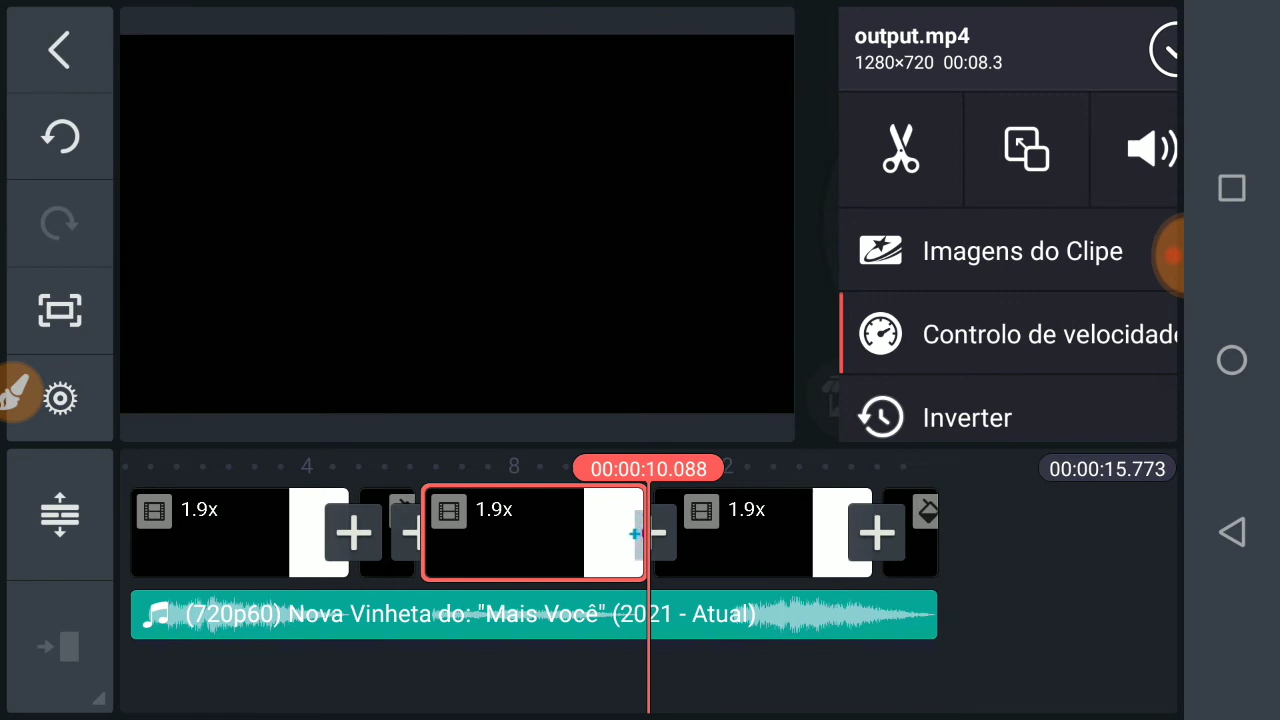 output.mp4
1280×720 00:08.3
Imagens do Clipe
Controlo de velocidade
Inverter
4
8
00:00:10.088
2
00:00:15.773
1.9x
1.9x
1.9x
(720p60) Nova Vinheta do: "Mais Você" (2021 - Atual)